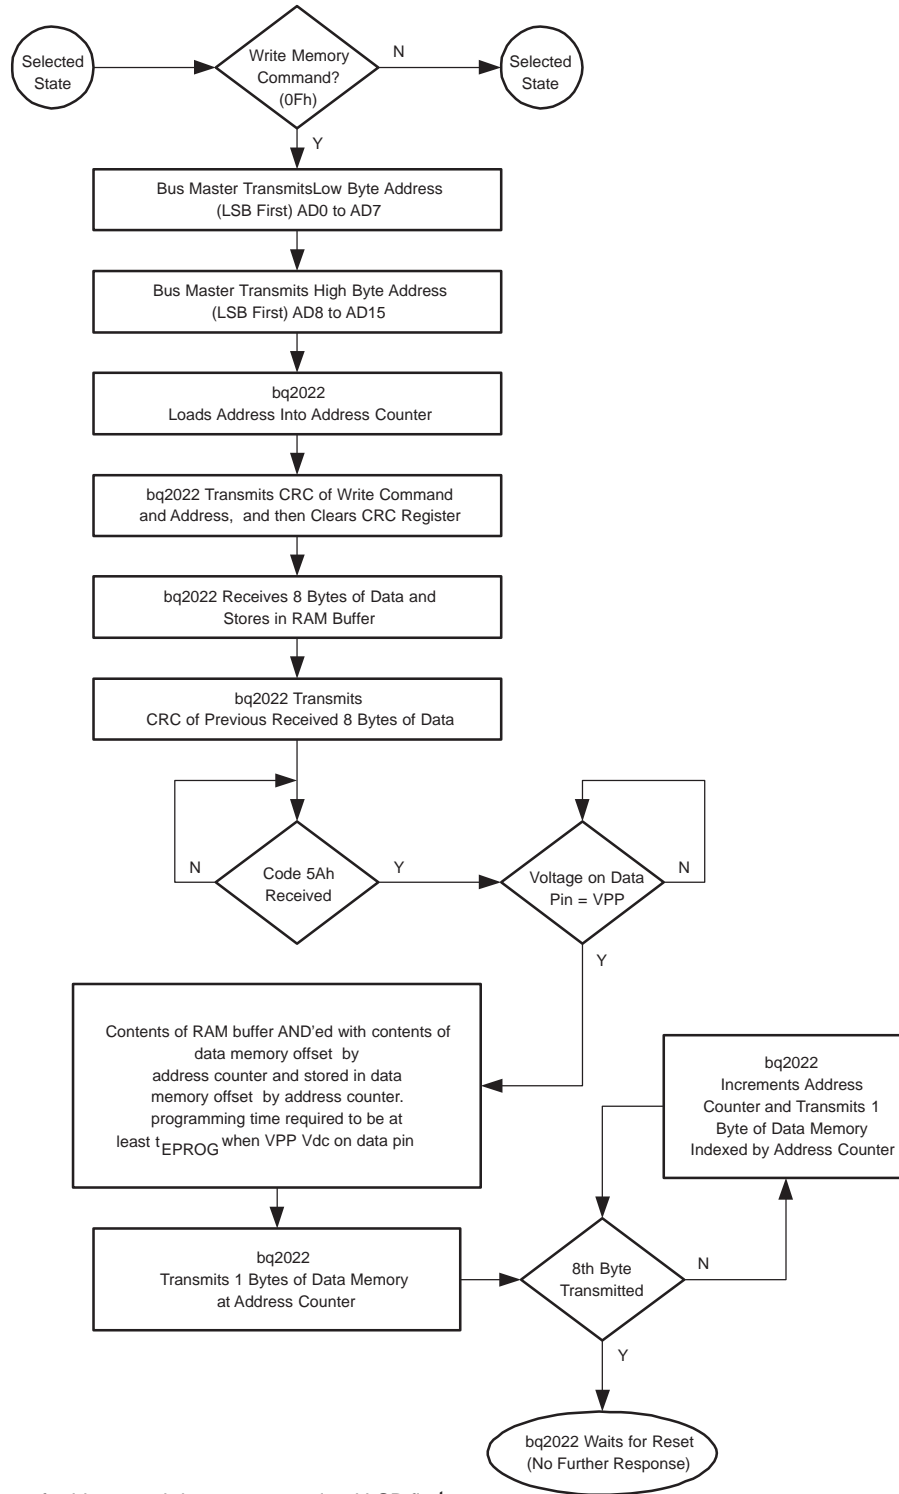 Selected
State
Write Memory
Command?
(0Fh)
N
Selected
State
Y
Bus Master TransmitsLow Byte Address
(LSB First) AD0 to AD7
Bus Master Transmits High Byte Address
(LSB First) AD8 to AD15
bq2022
Loads Address Into Address Counter
bq2022 Transmits CRC of Write Command
and Address, and then Clears CRC Register
bq2022 Receives 8 Bytes of Data and
Stores in RAM Buffer
bq2022 Transmits
CRC of Previous Received 8 Bytes of Data
N
Code 5Ah
Received
Y
Voltage on Data
Pin = VPP
N
Y
Contents of RAM buffer AND'ed with contents of
data memory offset by
address counter and stored in data
memory offset by address counter.
programming time required to be at
least tEPROG when VPP Vdc on data pin
bq2022
Increments Address
Counter and Transmits 1
Byte of Data Memory
Indexed by Address Counter
bq2022
Transmits 1 Bytes of Data Memory
at Address Counter
8th Byte
Transmitted
N
Y
bq2022 Waits for Reset
(No Further Response)